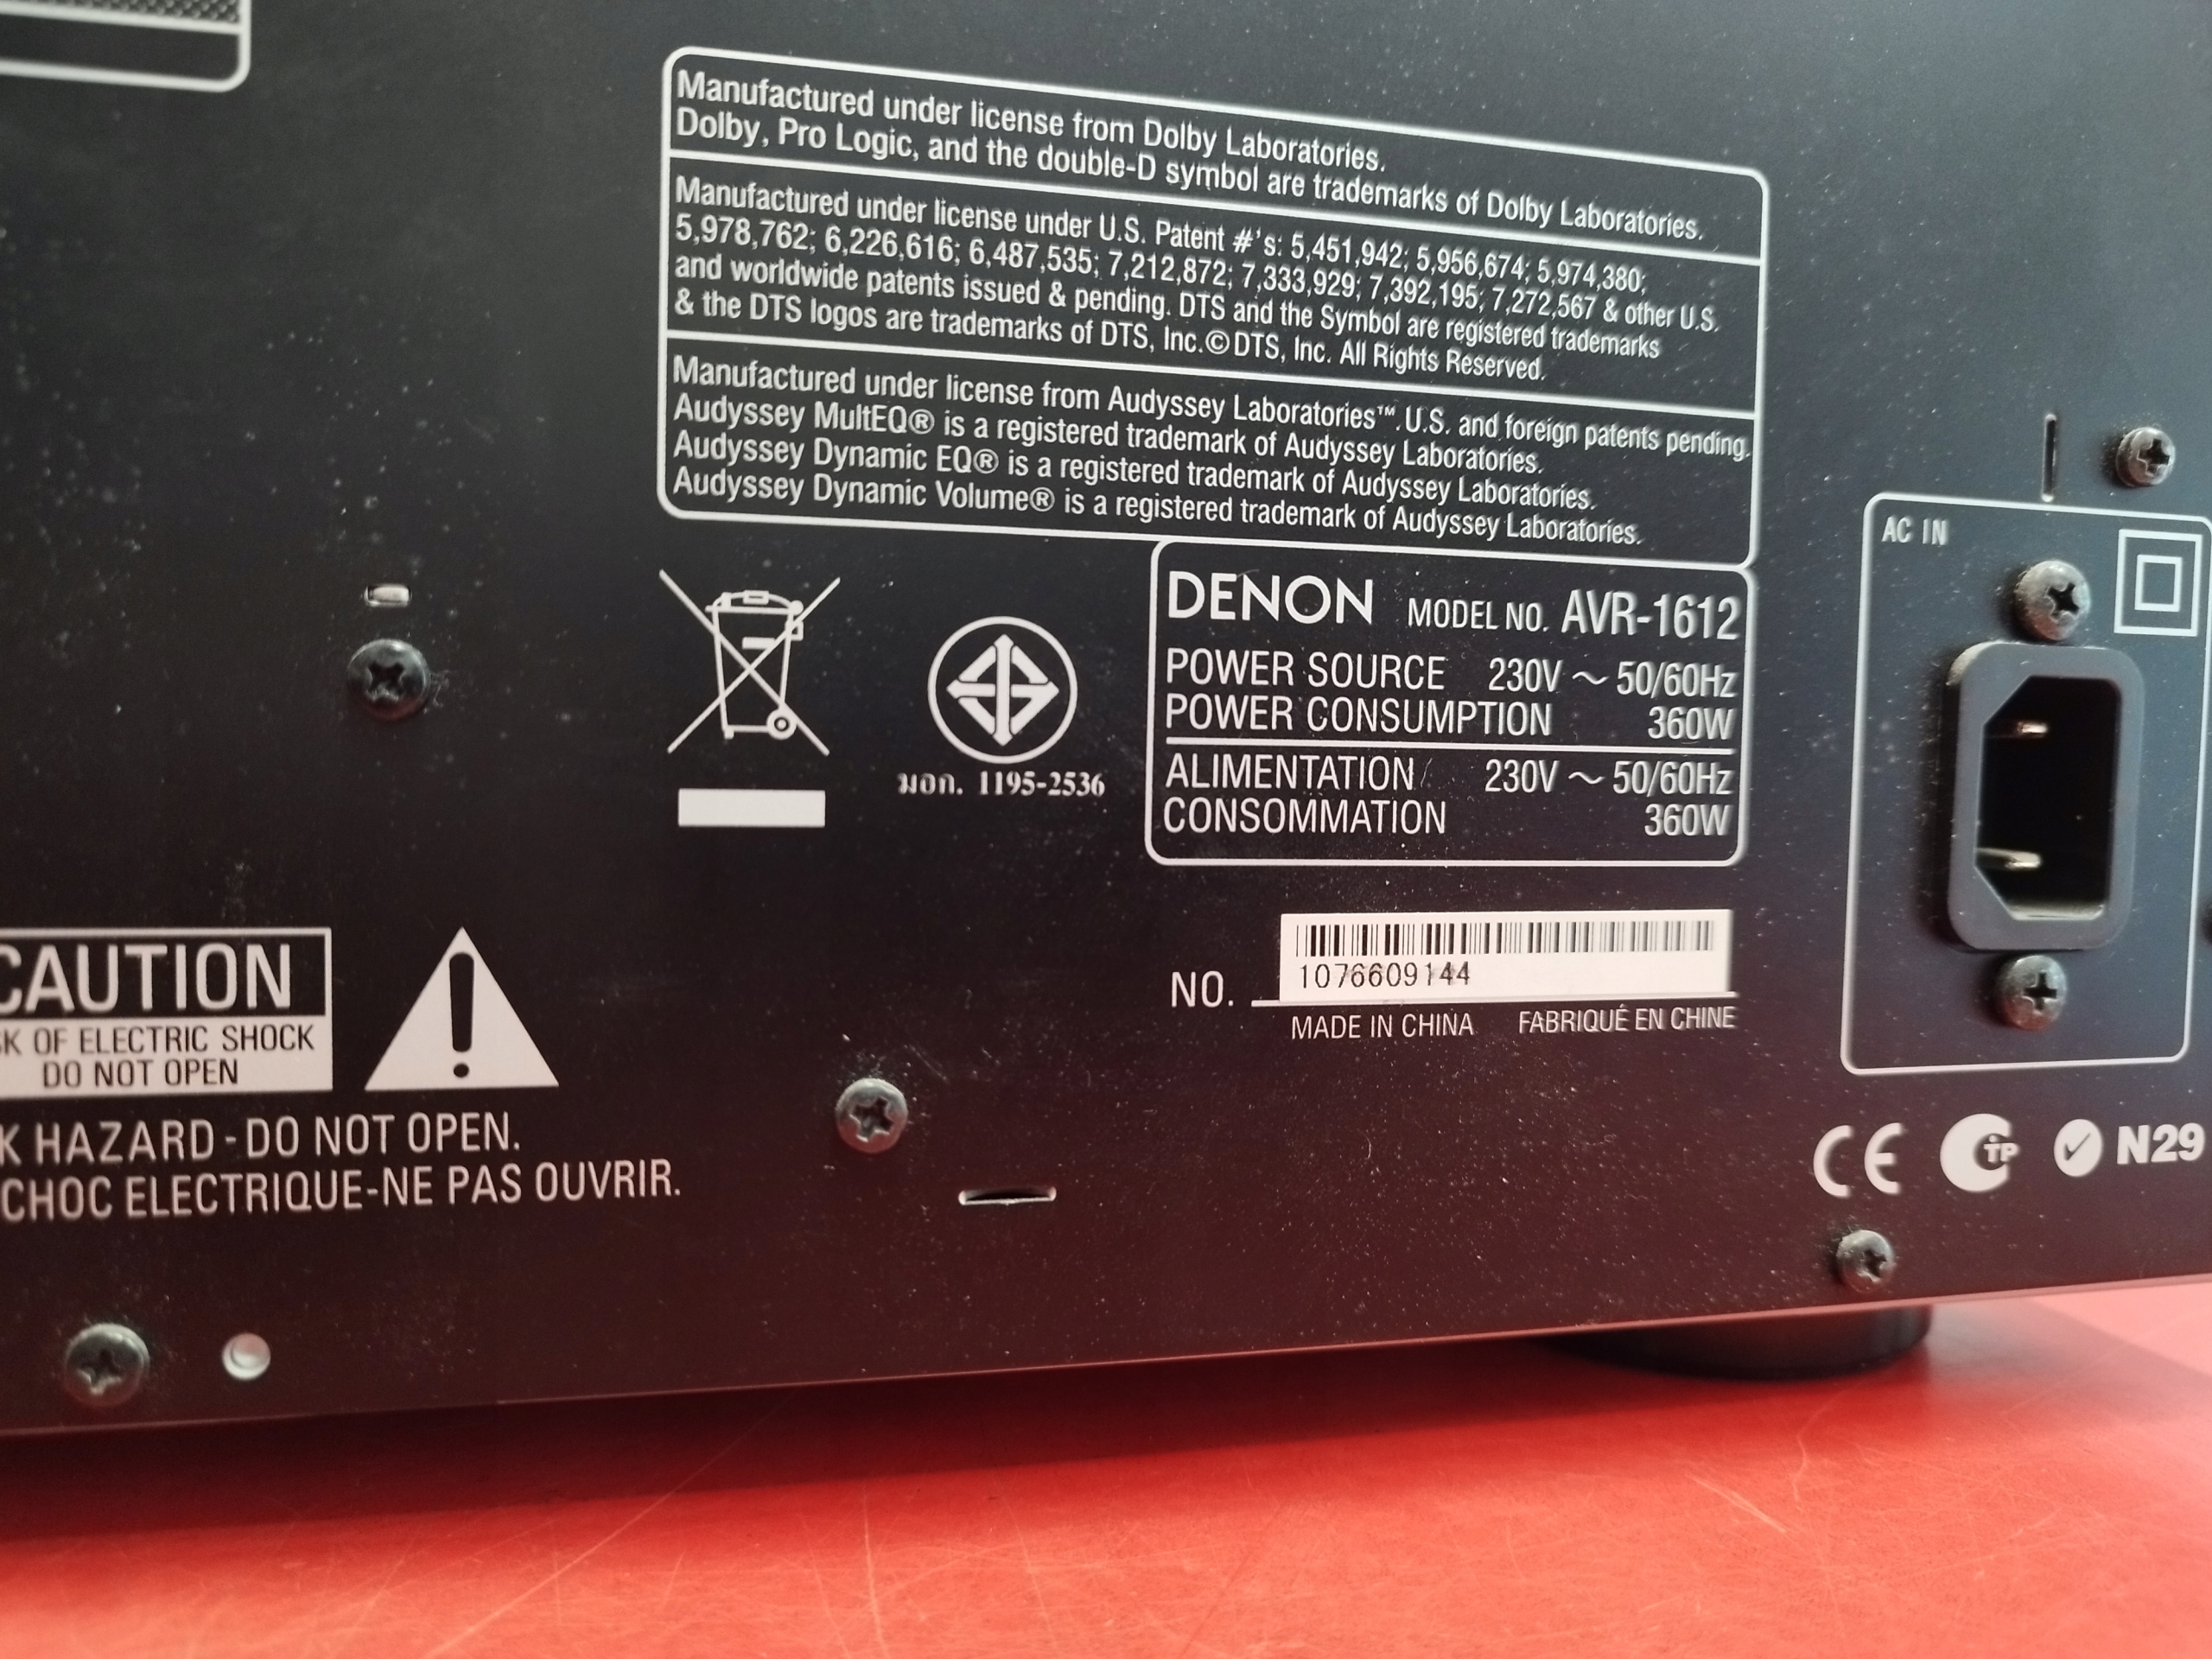 Manufactured under license from Dolby Laboratories.
Dolby, Pro Logic, and the double-D symbol are trademarks of Dolby Laboratories.
Manufactured under license under U.S. Patent #'s: 5,451,942; 5,956,674; 5,974,380;
5,978,762; 6,226,616; 6,487,535; 7,212,872; 7,333,929; 7,392,195; 7,272,567 & other U.S.
and worldwide patents issued & pending. DTS and the Symbol are registered trademarks
& the DTS logos are trademarks of DTS, Inc.©DTS, Inc. All Rights Reserved.
Manufactured under license from Audyssey Laboratories™.U.S. and foreign patents pending.
Audyssey MultEQ® is a registered trademark of Audyssey Laboratories.
Audyssey Dynamic EQ® is a registered trademark of Audyssey Laboratories.
Audyssey Dynamic Volume® is a registered trademark of Audyssey Laboratories.
AC IN
DENON MODEL NO. AVR-1612
POWER SOURCE 230V ~ 50/60Hz
POWER CONSUMPTION 360W
ALIMENTATION 230V ~ 50/60Hz
CONSOMMATION 360W
มอก. 1195-2536
NO. 1076609144
MADE IN CHINA FABRIQUÉ EN CHINE
CAUTION
SK OF ELECTRIC SHOCK
DO NOT OPEN
K HAZARD-DO NOT OPEN.
CHOC ELECTRIQUE-NE PAS OUVRIR.
CE N29